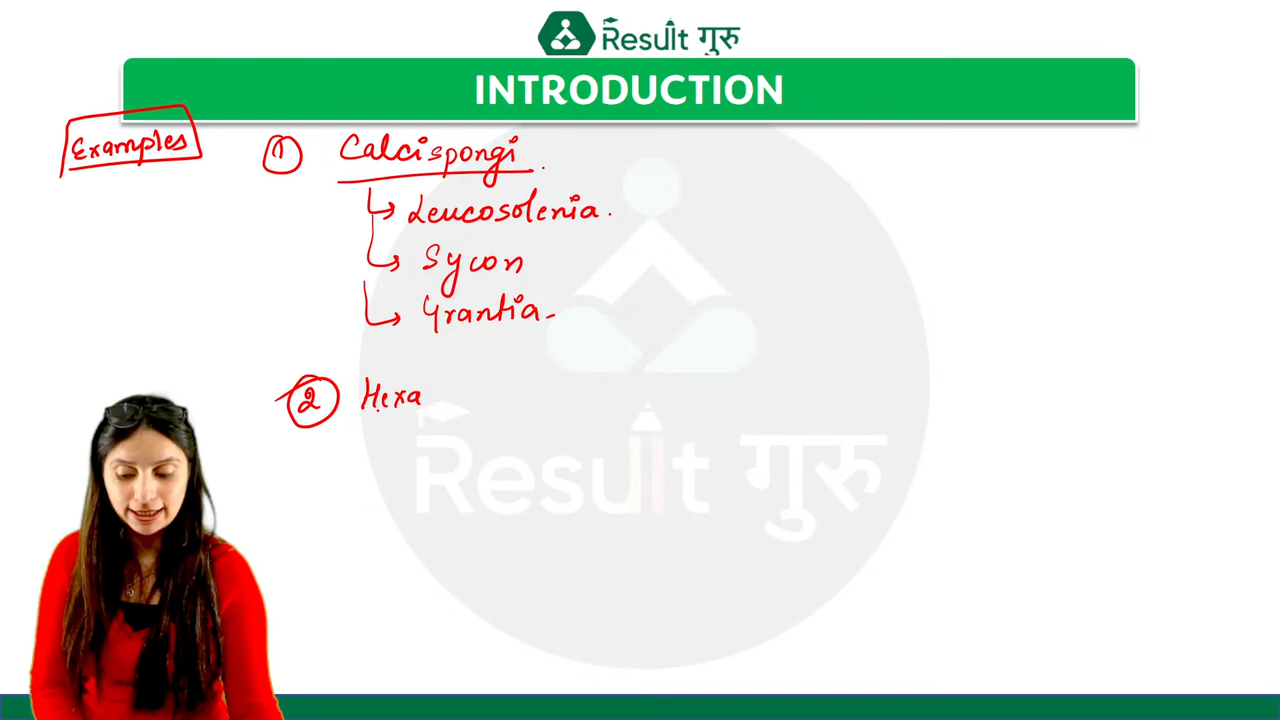 Result गुरु
INTRODUCTION
Examples
① Calcispongi.
Leucosolenia.
Sycon
Grantia-
② Hexa
Result गुरु